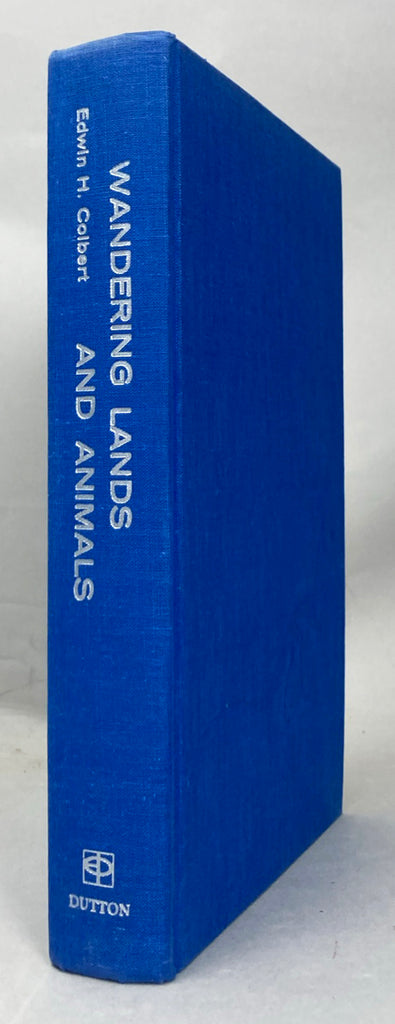 Edwin H. Colbert
WANDERING LANDS
AND ANIMALS
DUTTON